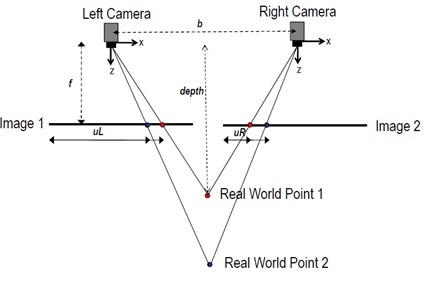 Left Camera
Right Camera
b
x
x
z
z
f
depth
Image 1
uL
uR
Image 2
Real World Point 1
Real World Point 2